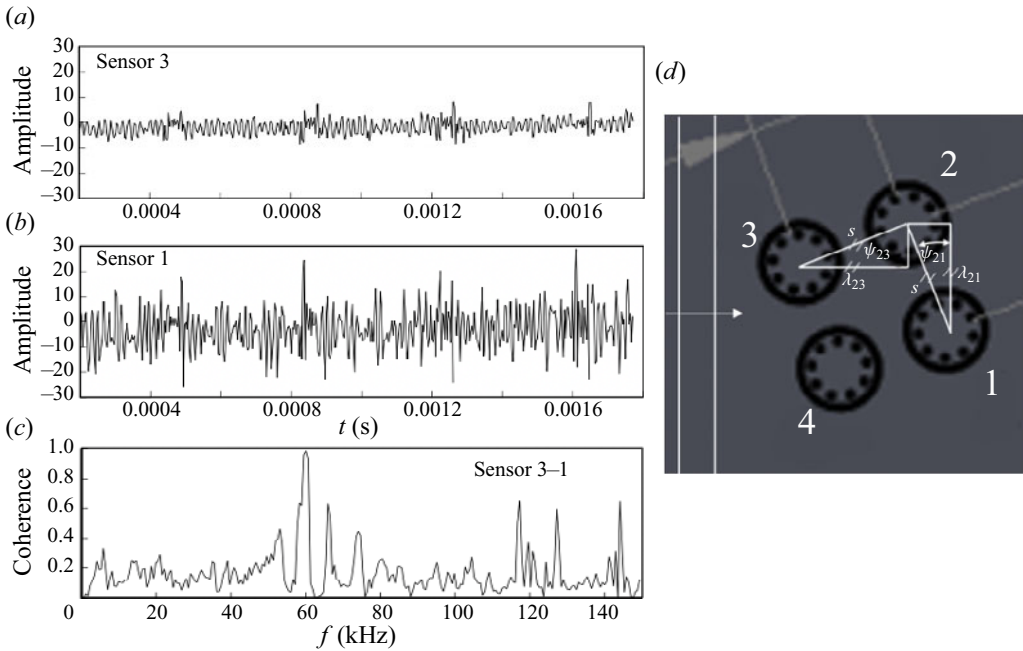 (a)
30
20
10
0
–10
–20
–30
Amplitude
Sensor 3
0.0004 0.0008 0.0012 0.0016
(b)
30
20
10
0
–10
–20
–30
Amplitude
Sensor 1
0.0004 0.0008 0.0012 0.0016
t (s)
(c)
1.0
0.8
0.6
0.4
0.2
Coherence
Sensor 3–1
0 20 40 60 80 100 120 140
f (kHz)
(d)
2
3
s ψ23 ψ21
λ23 s λ21
1
4